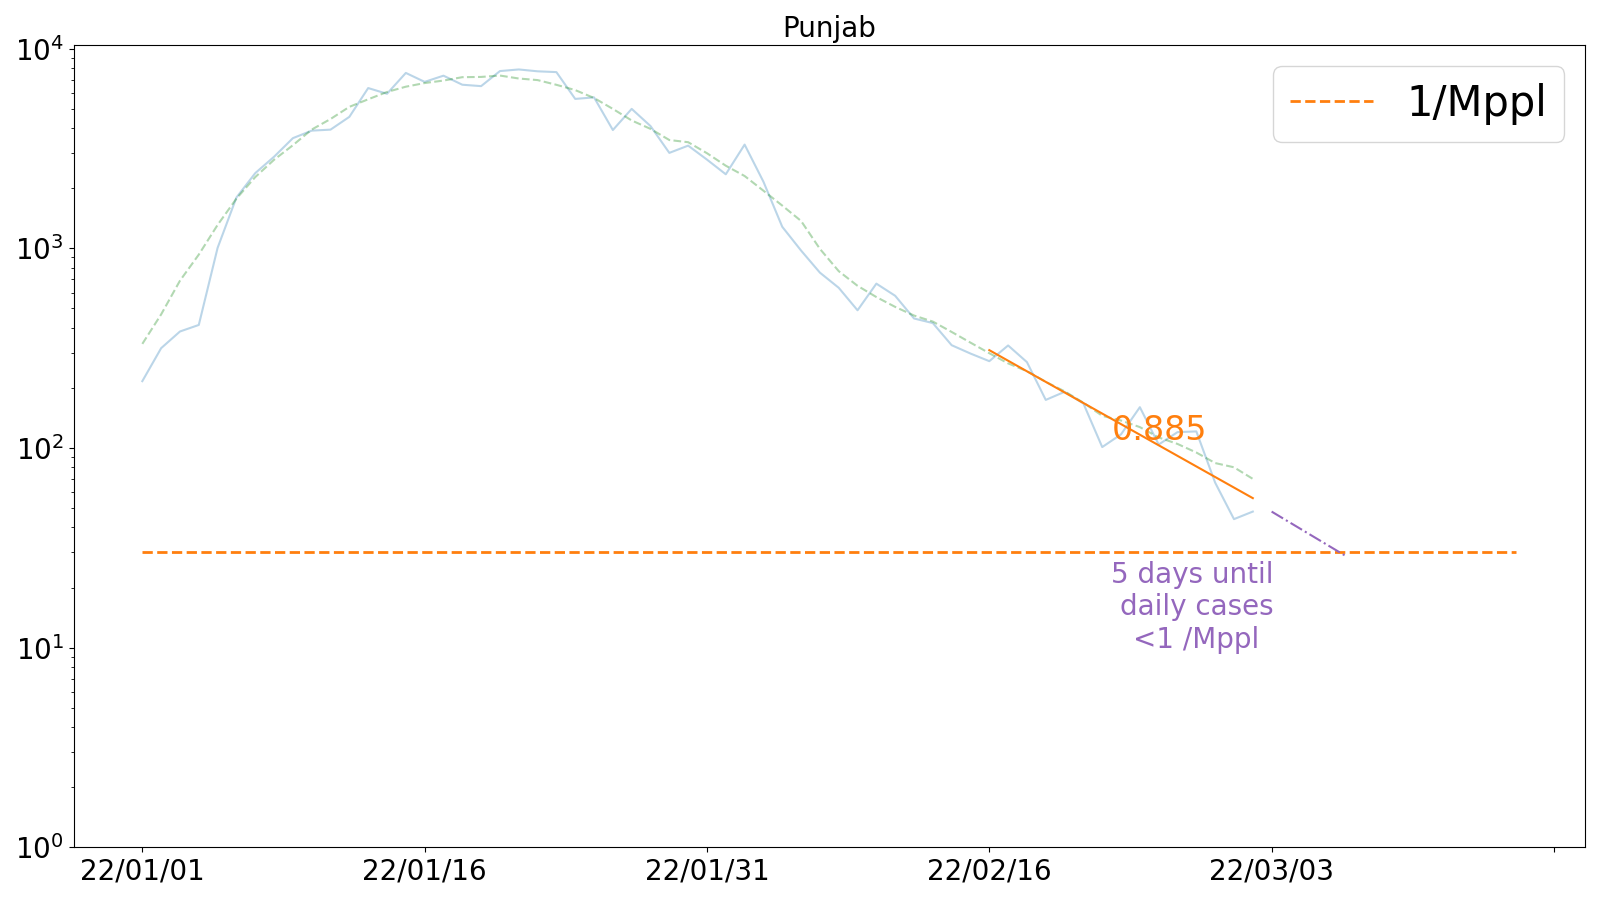 Punjab
10^4
10^3
10^2
10^1
10^0
1/Mppl
0.885
5 days until
daily cases
<1 /Mppl
22/01/01
22/01/16
22/01/31
22/02/16
22/03/03